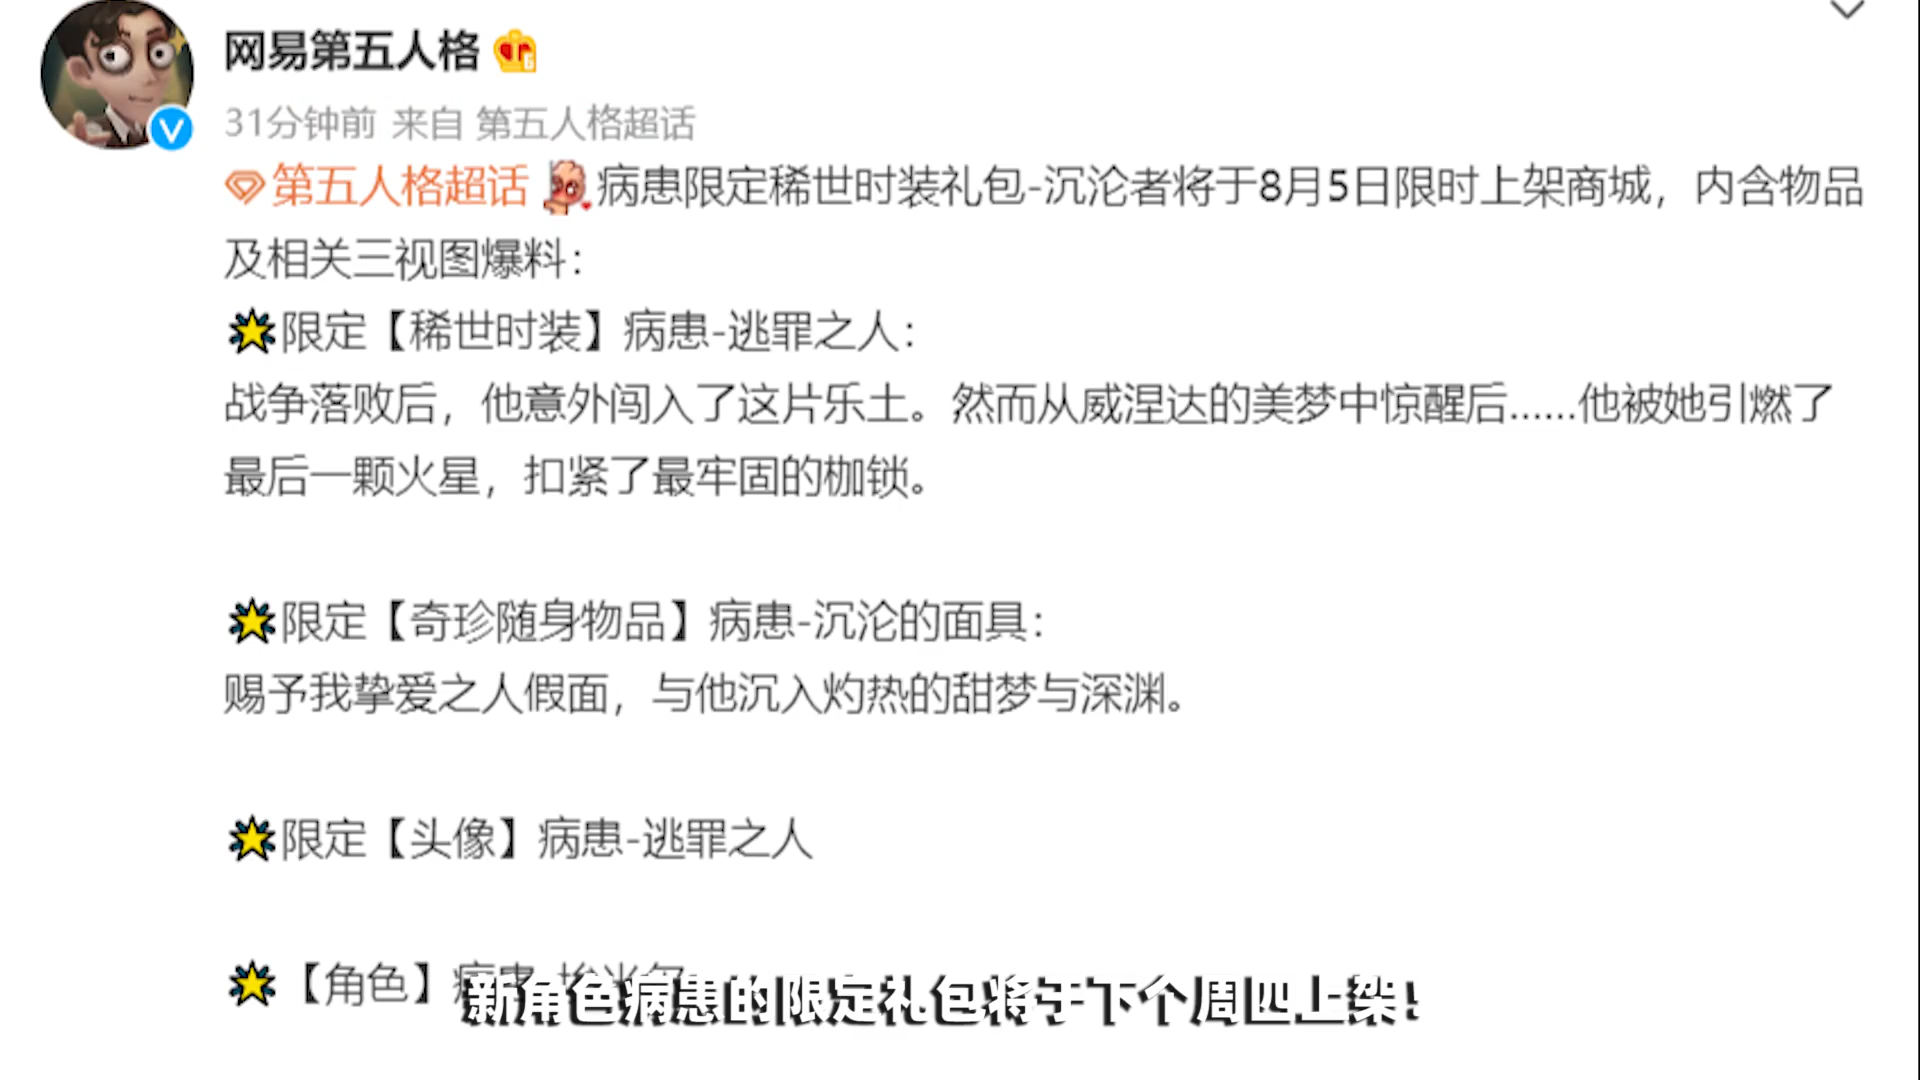 网易第五人格
31分钟前 来自 第五人格超话
第五人格超话 病患限定稀世时装礼包-沉沦者将于8月5日限时上架商城，内含物品
及相关三视图爆料：
限定【稀世时装】病患-逃罪之人：
战争落败后，他意外闯入了这片乐土。然而从威涅达的美梦中惊醒后......他被她引燃了
最后一颗火星，扣紧了最牢固的枷锁。
限定【奇珍随身物品】病患-沉沦的面具：
赐予我挚爱之人假面，与他沉入灼热的甜梦与深渊。
限定【头像】病患-逃罪之人
【角色】
新角色病患的限定礼包将于下个周四上架！